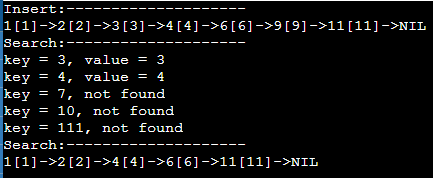 Insert:--------------------
1[1]->2[2]->3[3]->4[4]->6[6]->9[9]->11[11]->NIL
Search:--------------------
key = 3, value = 3
key = 4, value = 4
key = 7, not found
key = 10, not found
key = 111, not found
Search:--------------------
1[1]->2[2]->4[4]->6[6]->11[11]->NIL